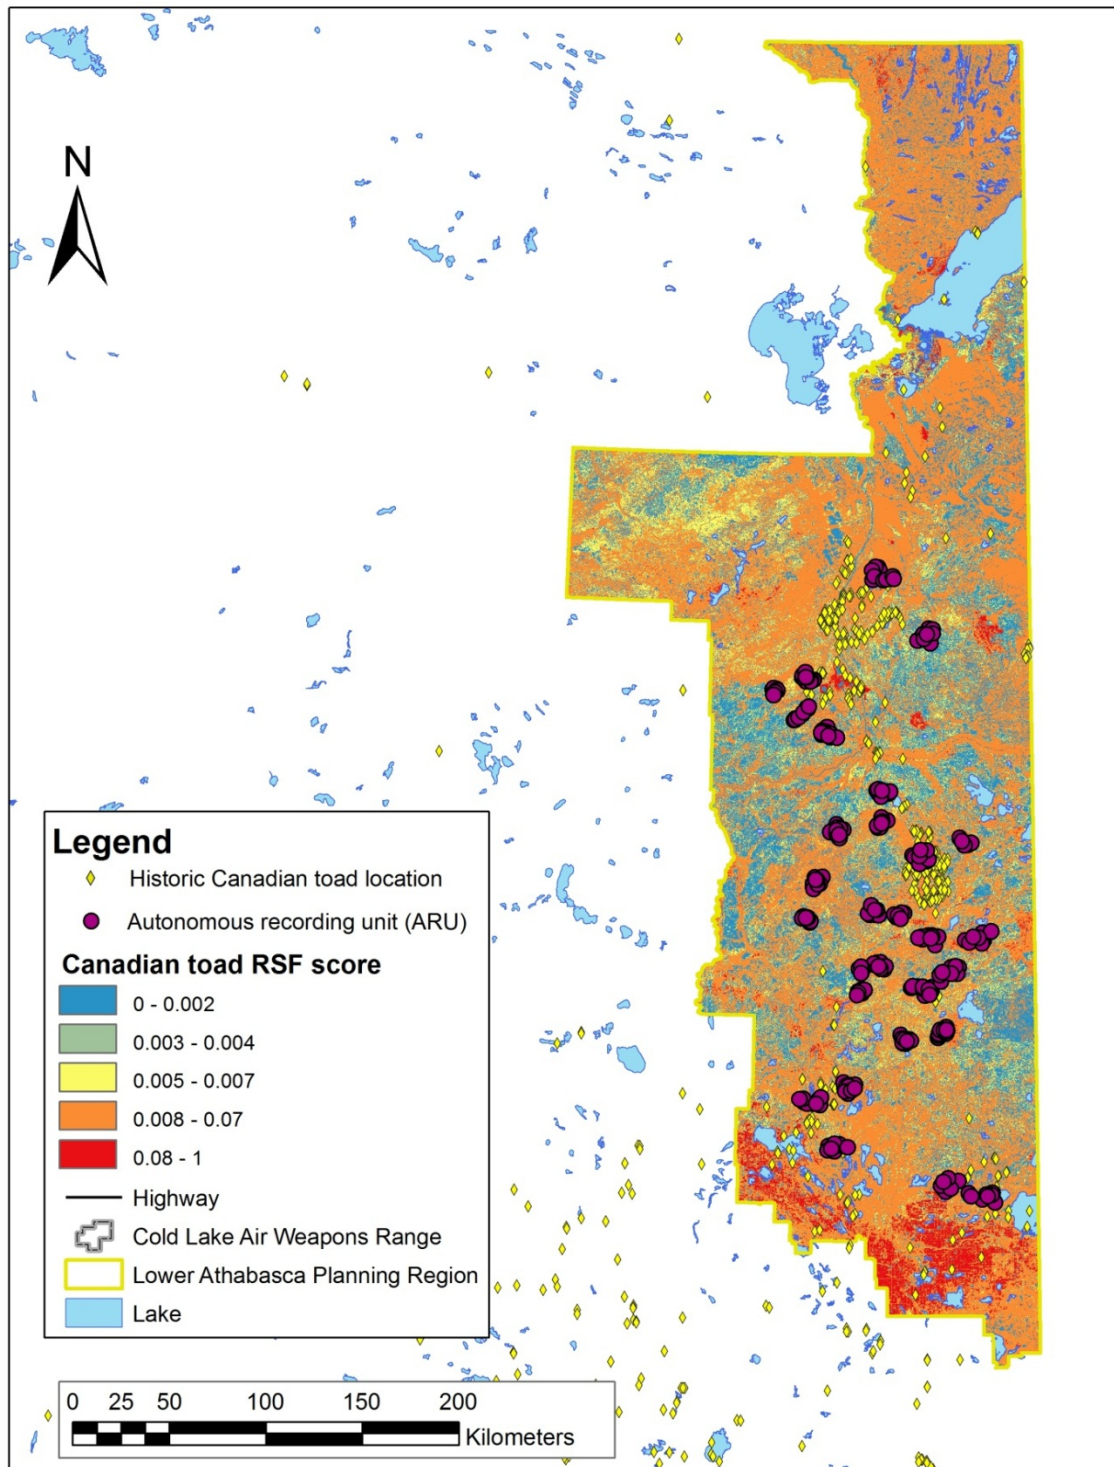 N
Legend
Historic Canadian toad location
Autonomous recording unit (ARU)
Canadian toad RSF score
0 - 0.002
0.003 - 0.004
0.005 - 0.007
0.008 - 0.07
0.08 - 1
Highway
Cold Lake Air Weapons Range
Lower Athabasca Planning Region
Lake
0 25 50 100 150 200
Kilometers